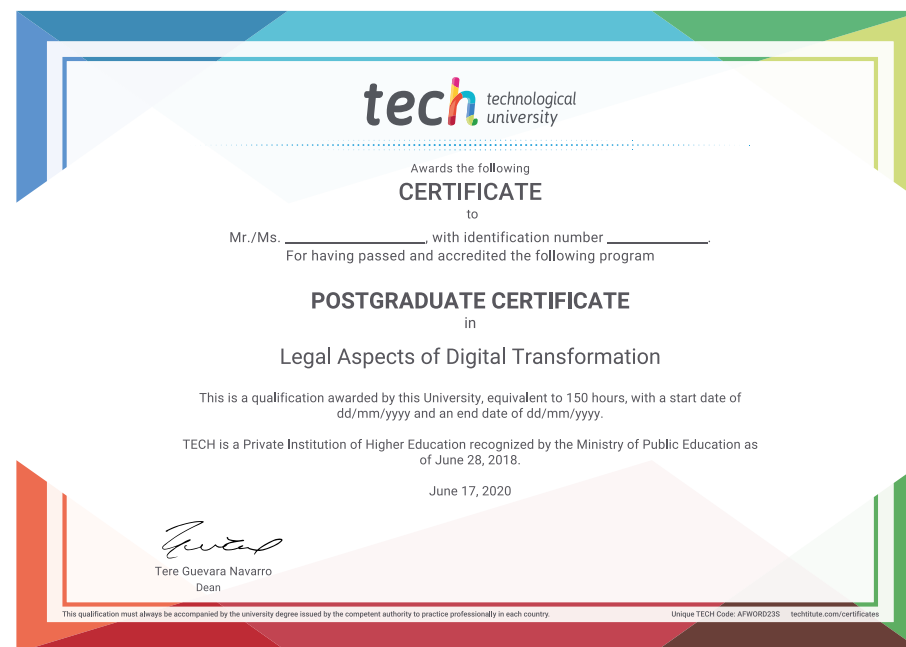 tech technological
university
Awards the following
CERTIFICATE
to
Mr./Ms. ____________________, with identification number ______________.
For having passed and accredited the following program
POSTGRADUATE CERTIFICATE
in
Legal Aspects of Digital Transformation
This is a qualification awarded by this University, equivalent to 150 hours, with a start date of
dd/mm/yyyy and an end date of dd/mm/yyyy.
TECH is a Private Institution of Higher Education recognized by the Ministry of Public Education as
of June 28, 2018.
June 17, 2020
Tere Guevara Navarro
Dean
This qualification must always be accompanied by the university degree issued by the competent authority to practice professionally in each country. Unique TECH Code: AFWORD23S techtitute.com/certificates